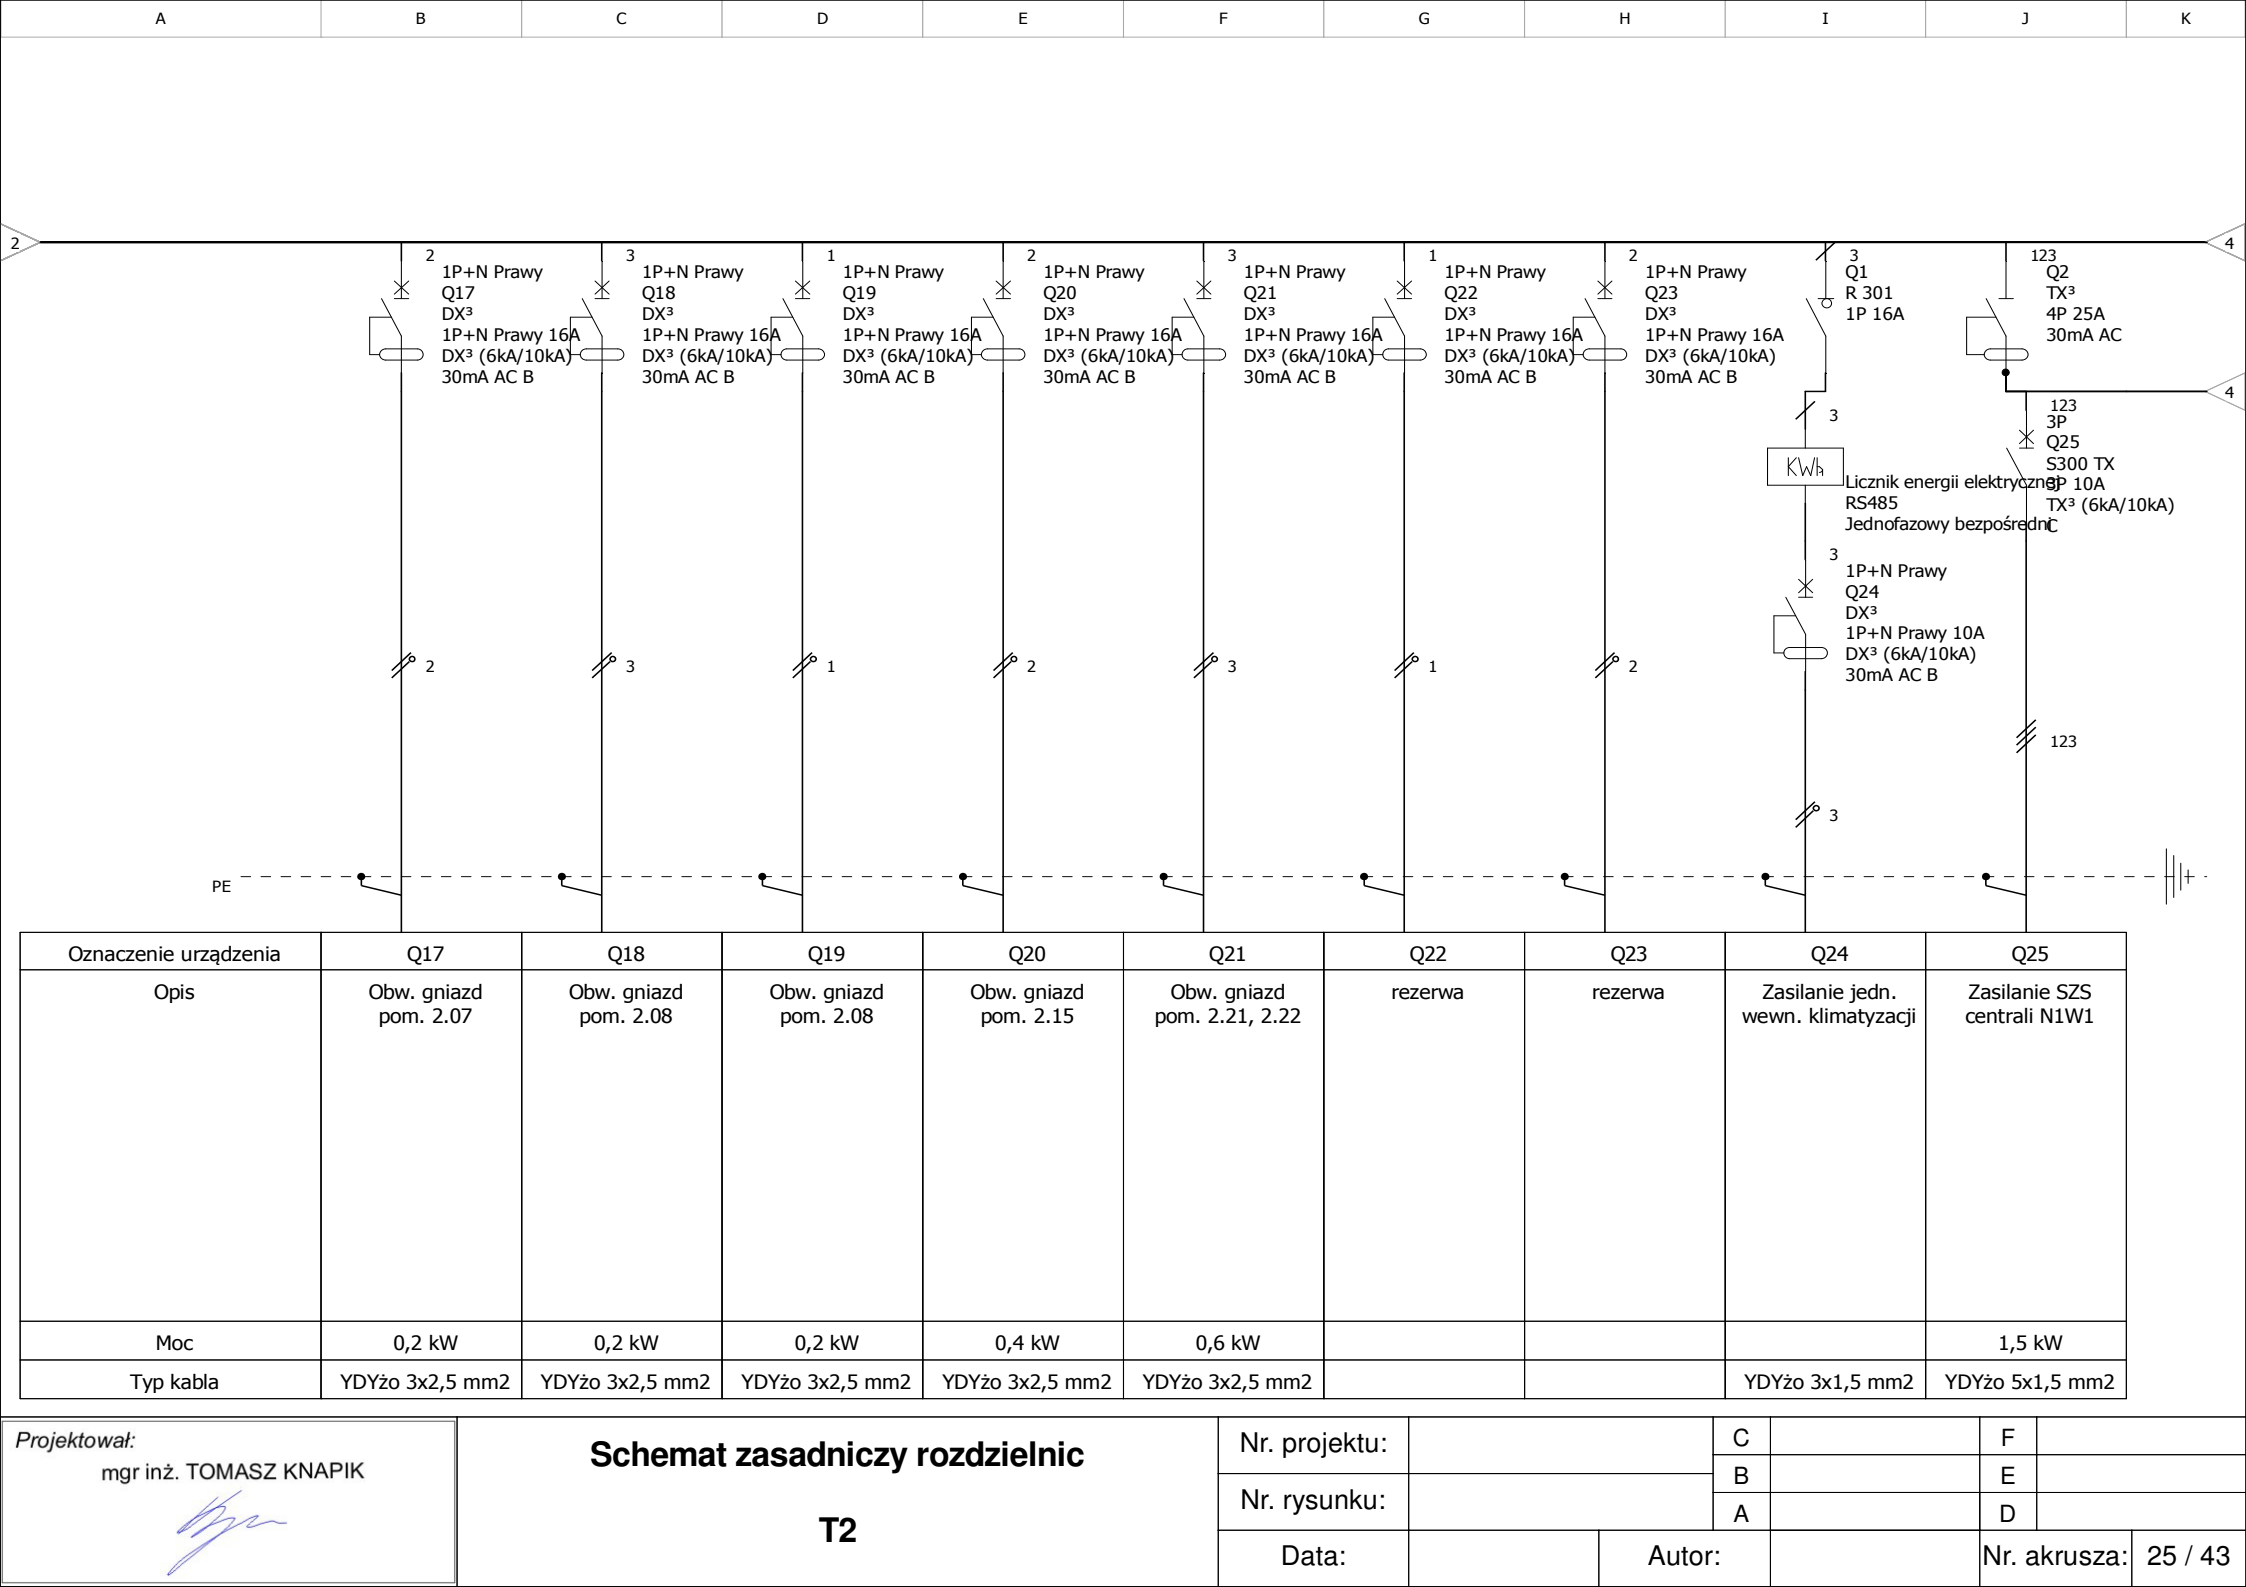 A B C D E F G H I J K
2
4
2
1P+N Prawy
Q17
DX³
1P+N Prawy 16A
DX³ (6kA/10kA)
30mA AC B
3
1P+N Prawy
Q18
DX³
1P+N Prawy 16A
DX³ (6kA/10kA)
30mA AC B
1
1P+N Prawy
Q19
DX³
1P+N Prawy 16A
DX³ (6kA/10kA)
30mA AC B
2
1P+N Prawy
Q20
DX³
1P+N Prawy 16A
DX³ (6kA/10kA)
30mA AC B
3
1P+N Prawy
Q21
DX³
1P+N Prawy 16A
DX³ (6kA/10kA)
30mA AC B
1
1P+N Prawy
Q22
DX³
1P+N Prawy 16A
DX³ (6kA/10kA)
30mA AC B
2
1P+N Prawy
Q23
DX³
1P+N Prawy 16A
DX³ (6kA/10kA)
30mA AC B
3
Q1
R 301
1P 16A
123
Q2
TX³
4P 25A
30mA AC
4
3
KWh
Licznik energii elektrycznej
RS485
Jednofazowy bezpośredni
123
3P
Q25
S300 TX
3P 10A
TX³ (6kA/10kA)
C
3
1P+N Prawy
Q24
DX³
1P+N Prawy 10A
DX³ (6kA/10kA)
30mA AC B
2 3 1 2 3 1 2
123
3
PE
Oznaczenie urządzenia Q17 Q18 Q19 Q20 Q21 Q22 Q23 Q24 Q25
Opis Obw. gniazd Obw. gniazd Obw. gniazd Obw. gniazd Obw. gniazd rezerwa rezerwa Zasilanie jedn. Zasilanie SZS
pom. 2.07 pom. 2.08 pom. 2.08 pom. 2.15 pom. 2.21, 2.22 wewn. klimatyzacji centrali N1W1
Moc 0,2 kW 0,2 kW 0,2 kW 0,4 kW 0,6 kW 1,5 kW
Typ kabla YDYżo 3x2,5 mm2 YDYżo 3x2,5 mm2 YDYżo 3x2,5 mm2 YDYżo 3x2,5 mm2 YDYżo 3x2,5 mm2 YDYżo 3x1,5 mm2 YDYżo 5x1,5 mm2
Projektował:
mgr inż. TOMASZ KNAPIK
Schemat zasadniczy rozdzielnic
T2
Nr. projektu:
Nr. rysunku:
Data:
Autor:
C F
B E
A D
Nr. akrusza: 25 / 43